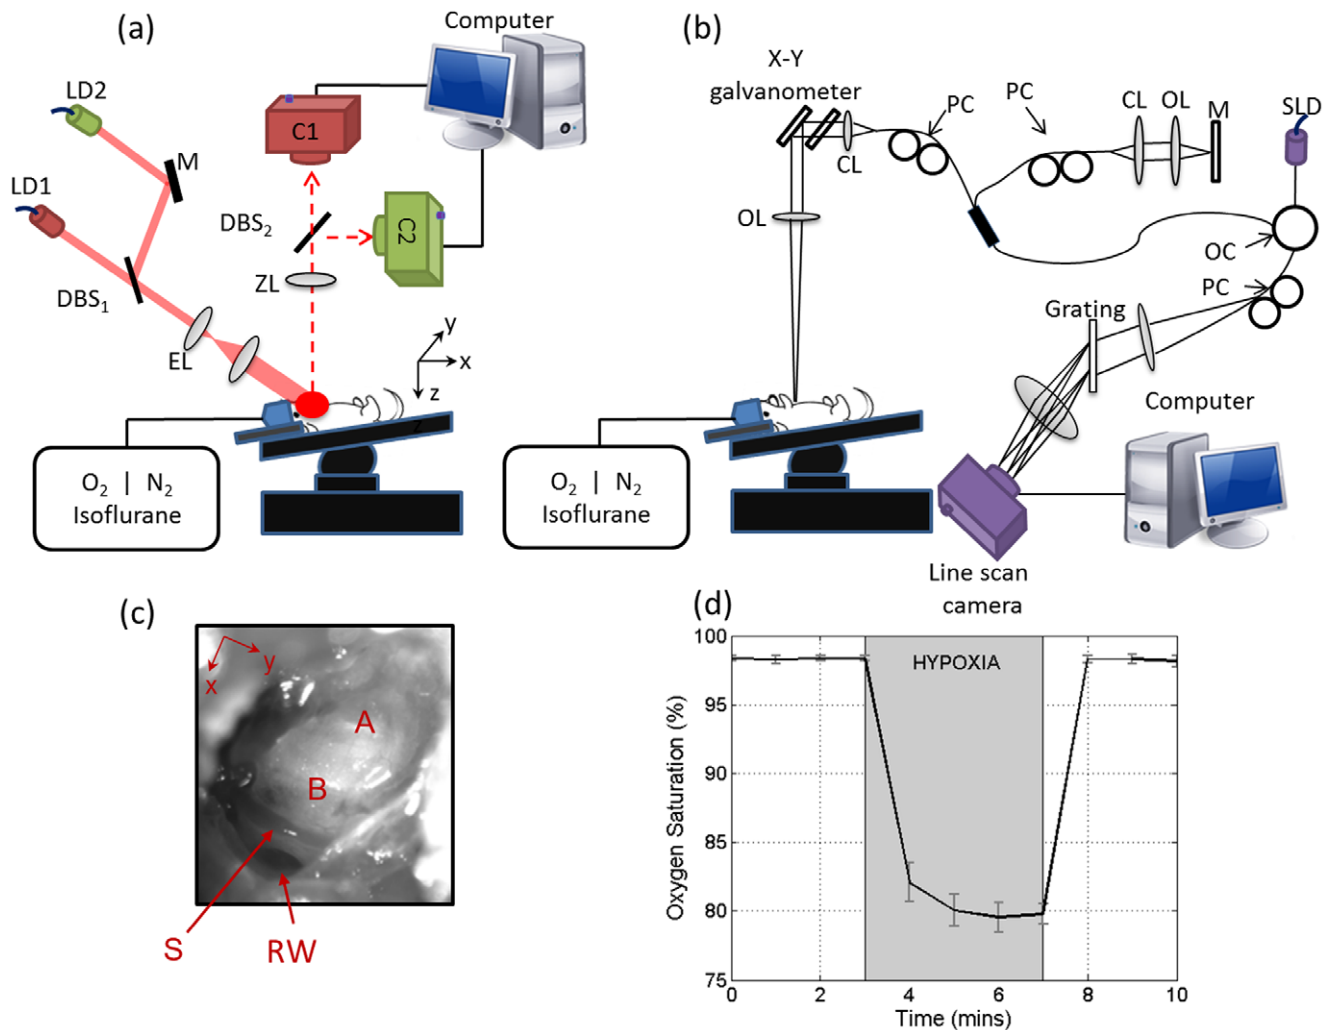 (a)
Computer
LD2
C1
M
LD1
DBS2
C2
DBS1
ZL
EL
y
x
z
z
O2 | N2
Isoflurane
(b)
X-Y
galvanometer
PC
PC
CL
OL
M
SLD
CL
OL
OC
PC
Grating
Computer
O2 | N2
Isoflurane
Line scan
camera
(c)
x
y
A
B
S
RW
(d)
HYPOXIA
Oxygen Saturation (%)
100
95
90
85
80
75
0 2 4 6 8 10
Time (mins)